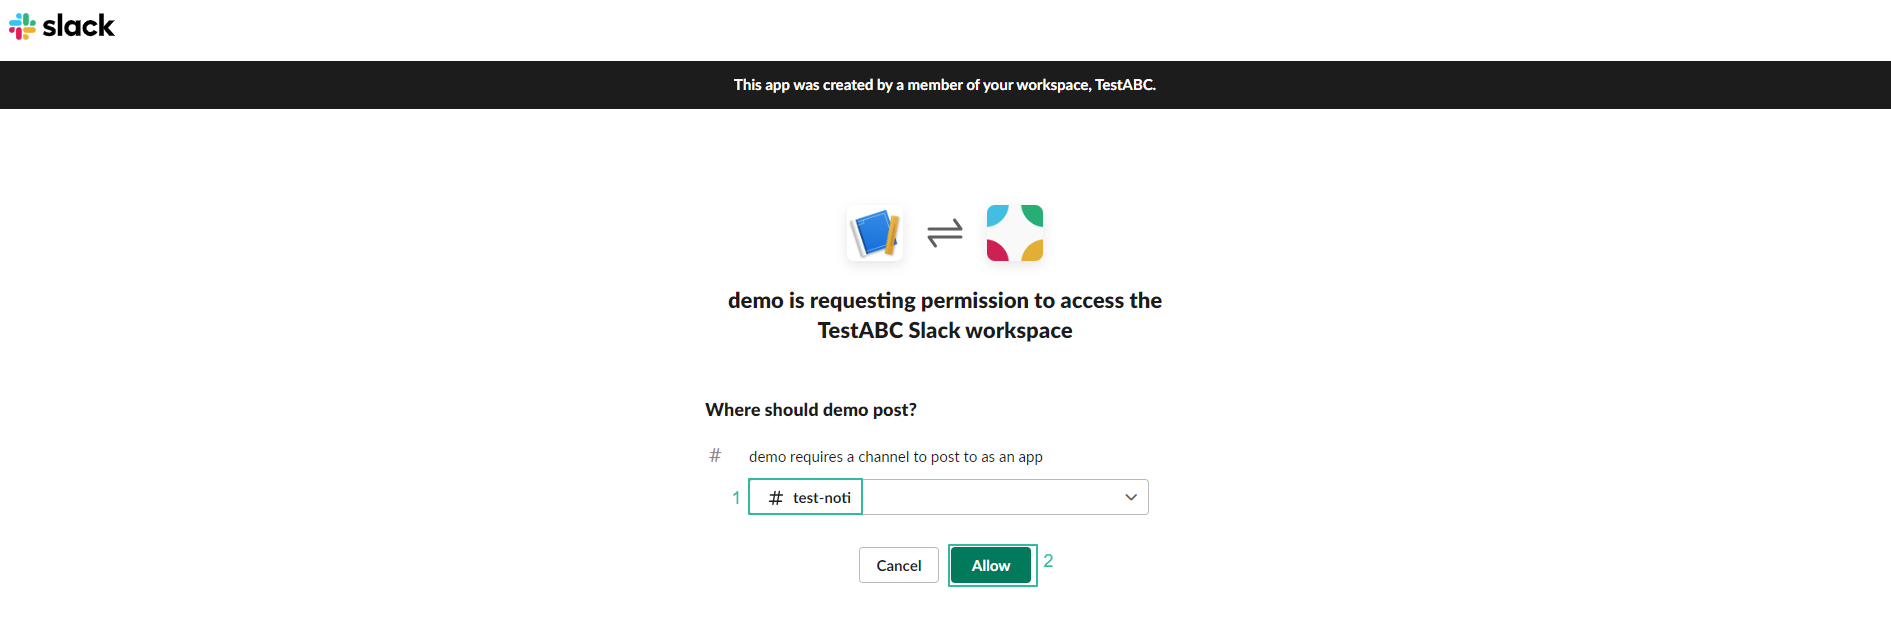 slack
This app was created by a member of your workspace, TestABC.
demo is requesting permission to access the
TestABC Slack workspace
Where should demo post?
# demo requires a channel to post to as an app
1 # test-noti
Cancel Allow 2